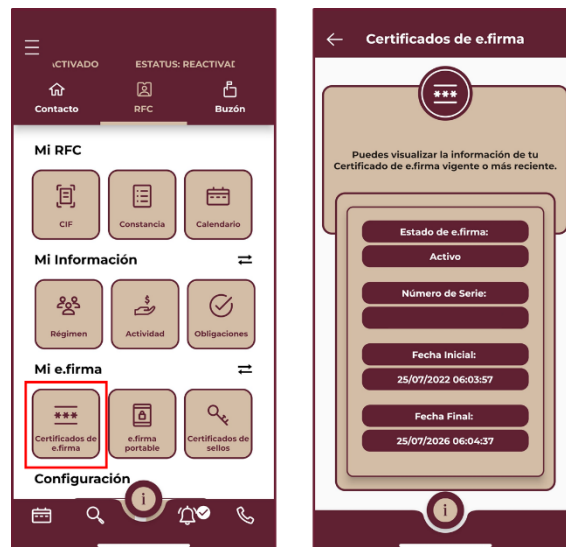 ACTIVADO ESTATUS: REACTIVAD
Contacto RFC Buzón
Mi RFC
CIF Constancia Calendario
Mi Información
Régimen Actividad Obligaciones
Mi e.firma
***
Certificados de e.firma
e.firma portable
Certificados de sellos
Configuración
i
Certificados de e.firma
***
Puedes visualizar la información de tu
Certificado de e.firma vigente o más reciente.
Estado de e.firma:
Activo
Número de Serie:
Fecha Inicial:
25/07/2022 06:03:57
Fecha Final:
25/07/2026 06:04:37
i